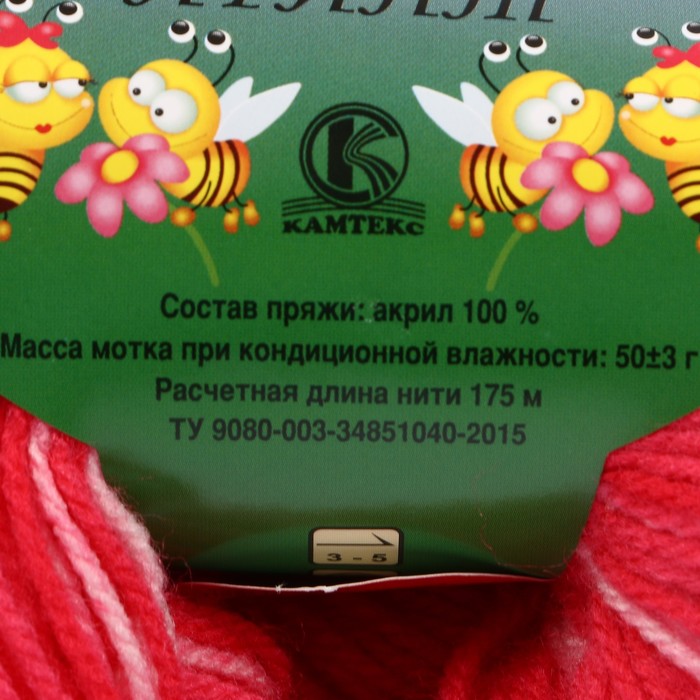 КАМТЕКС
Состав пряжи: акрил 100 %
Масса мотка при кондиционной влажности: 50±3 г
Расчетная длина нити 175 м
ТУ 9080-003-34851040-2015
3 - 5